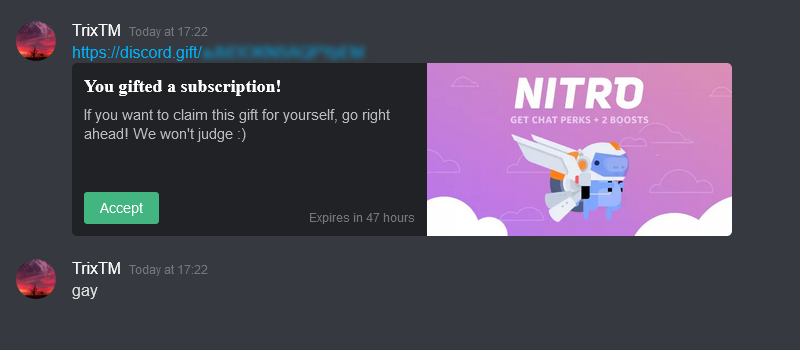 TrixTM Today at 17:22
https://discord.gift/
You gifted a subscription!
If you want to claim this gift for yourself, go right
ahead! We won't judge :)
Accept
Expires in 47 hours
NITRO
GET CHAT PERKS + 2 BOOSTS
TrixTM Today at 17:22
gay